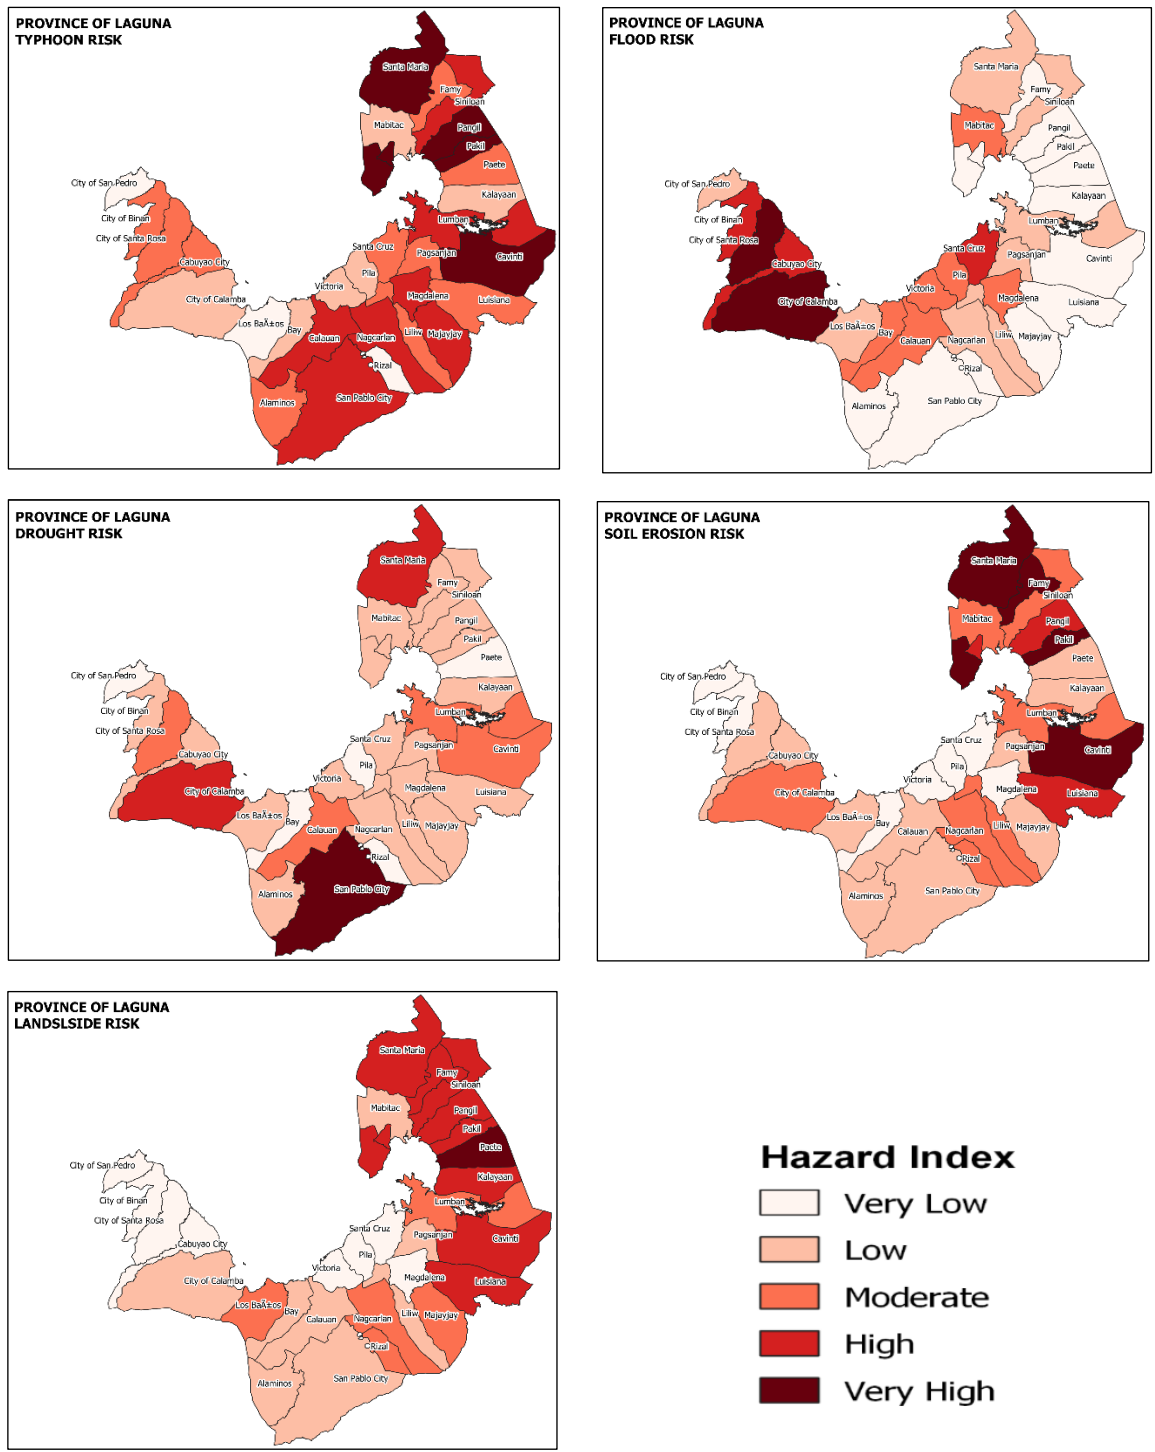 PROVINCE OF LAGUNA
TYPHOON RISK
Santa Maria
Famy
Siniloan
Mabitac
Pangil
Pakil
Paete
City of San Pedro
Kalayaan
City of Binan
Lumban
City of Santa Rosa
Santa Cruz
Pagsanjan
Cavinti
Cabuyao City
Pila
Victoria
City of Calamba
Magdalena
Luisiana
Los BaÃ±os
Bay
Calauan
Nagcarlan
Liliw
Majayjay
Rizal
San Pablo City
Alaminos
PROVINCE OF LAGUNA
FLOOD RISK
Santa Maria
Famy
Siniloan
Mabitac
Pangil
Pakil
Paete
City of San Pedro
Kalayaan
City of Binan
Lumban
City of Santa Rosa
Santa Cruz
Pagsanjan
Cavinti
Cabuyao City
Pila
Victoria
City of Calamba
Magdalena
Luisiana
Los BaÃ±os
Bay
Calauan
Nagcarlan
Liliw
Majayjay
Rizal
San Pablo City
Alaminos
PROVINCE OF LAGUNA
DROUGHT RISK
Santa Maria
Famy
Siniloan
Mabitac
Pangil
Pakil
Paete
City of San Pedro
Kalayaan
City of Binan
Lumban
City of Santa Rosa
Santa Cruz
Pagsanjan
Cavinti
Cabuyao City
Pila
Victoria
City of Calamba
Magdalena
Luisiana
Los BaÃ±os
Bay
Calauan
Nagcarlan
Liliw
Majayjay
Rizal
San Pablo City
Alaminos
PROVINCE OF LAGUNA
SOIL EROSION RISK
Santa Maria
Famy
Siniloan
Mabitac
Pangil
Pakil
Paete
City of San Pedro
Kalayaan
City of Binan
Lumban
City of Santa Rosa
Santa Cruz
Pagsanjan
Cavinti
Cabuyao City
Pila
Victoria
City of Calamba
Magdalena
Luisiana
Los BaÃ±os
Bay
Calauan
Nagcarlan
Liliw
Majayjay
Rizal
San Pablo City
Alaminos
PROVINCE OF LAGUNA
LANDSLSIDE RISK
Santa Maria
Famy
Siniloan
Mabitac
Pangil
Pakil
Paete
City of San Pedro
Kalayaan
City of Binan
Lumban
City of Santa Rosa
Santa Cruz
Pagsanjan
Cavinti
Cabuyao City
Pila
Victoria
City of Calamba
Magdalena
Luisiana
Los BaÃ±os
Bay
Calauan
Nagcarlan
Liliw
Majayjay
Rizal
San Pablo City
Alaminos
Hazard Index
Very Low
Low
Moderate
High
Very High